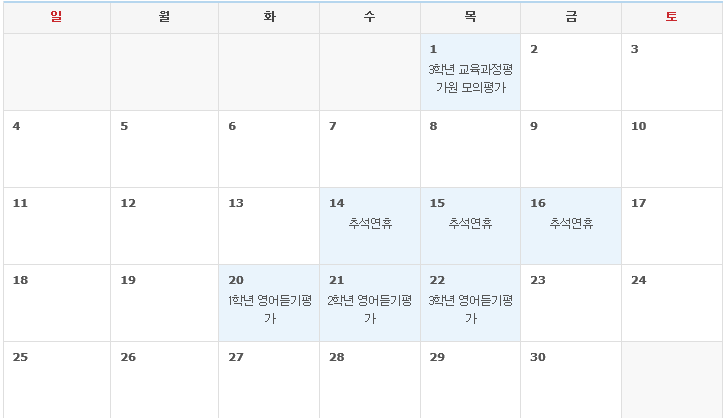 일 월 화 수 목 금 토
1 2 3
3학년 교육과정평
가원 모의평가
4 5 6 7 8 9 10
11 12 13 14 15 16 17
추석연휴 추석연휴 추석연휴
18 19 20 21 22 23 24
1학년 영어듣기평 2학년 영어듣기평 3학년 영어듣기평
가 가 가
25 26 27 28 29 30